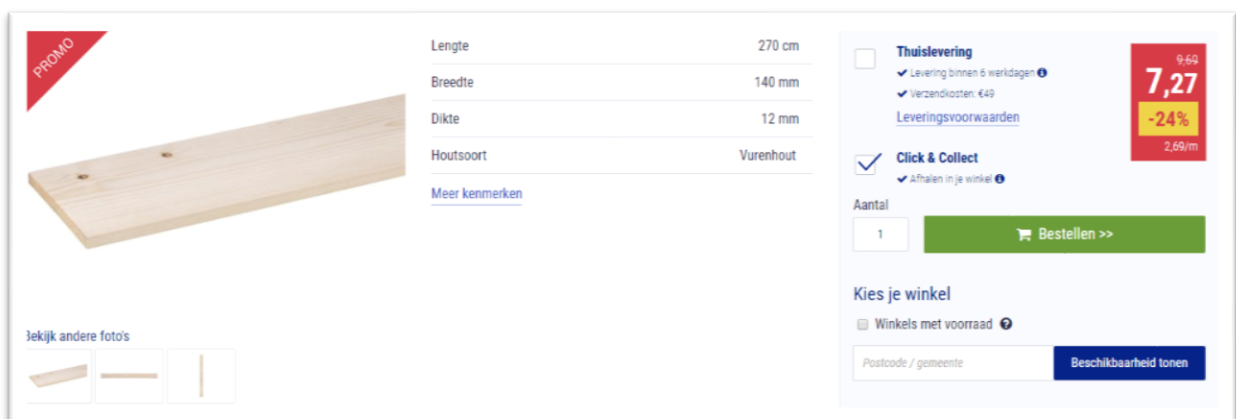 PROMO
Lengte 270 cm
Breedte 140 mm
Dikte 12 mm
Houtsoort Vurenhout
Meer kenmerken
Bekijk andere foto's
Thuislevering
Levering binnen 6 werkdagen
Verzendkosten: €49
Leveringsvoorwaarden
9,69
7,27
-24%
2,69/m
Click & Collect
Afhalen in je winkel
Aantal
1
Bestellen >>
Kies je winkel
Winkels met voorraad
Postcode / gemeente
Beschikbaarheid tonen